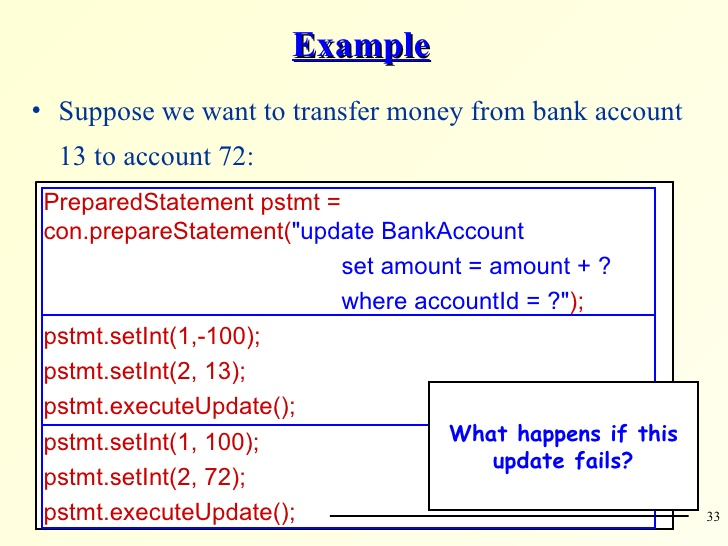 Example
• Suppose we want to transfer money from bank account
13 to account 72:
PreparedStatement pstmt =
con.prepareStatement("update BankAccount
set amount = amount + ?
where accountId = ?");
pstmt.setInt(1,-100);
pstmt.setInt(2, 13);
pstmt.executeUpdate();
pstmt.setInt(1, 100);
pstmt.setInt(2, 72);
pstmt.executeUpdate();
What happens if this
update fails?
33